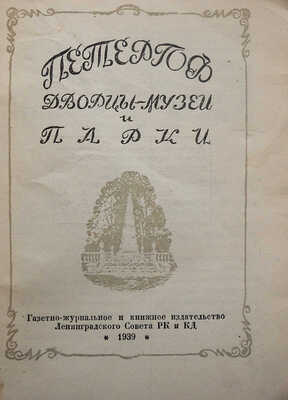 ПЕТЕРГОФ
ДВОРЦЫ-МУЗЕИ
и
ПАРКИ
Газетно-журнальное и книжное издательство
Ленинградского Совета РК и КД
* 1939 *